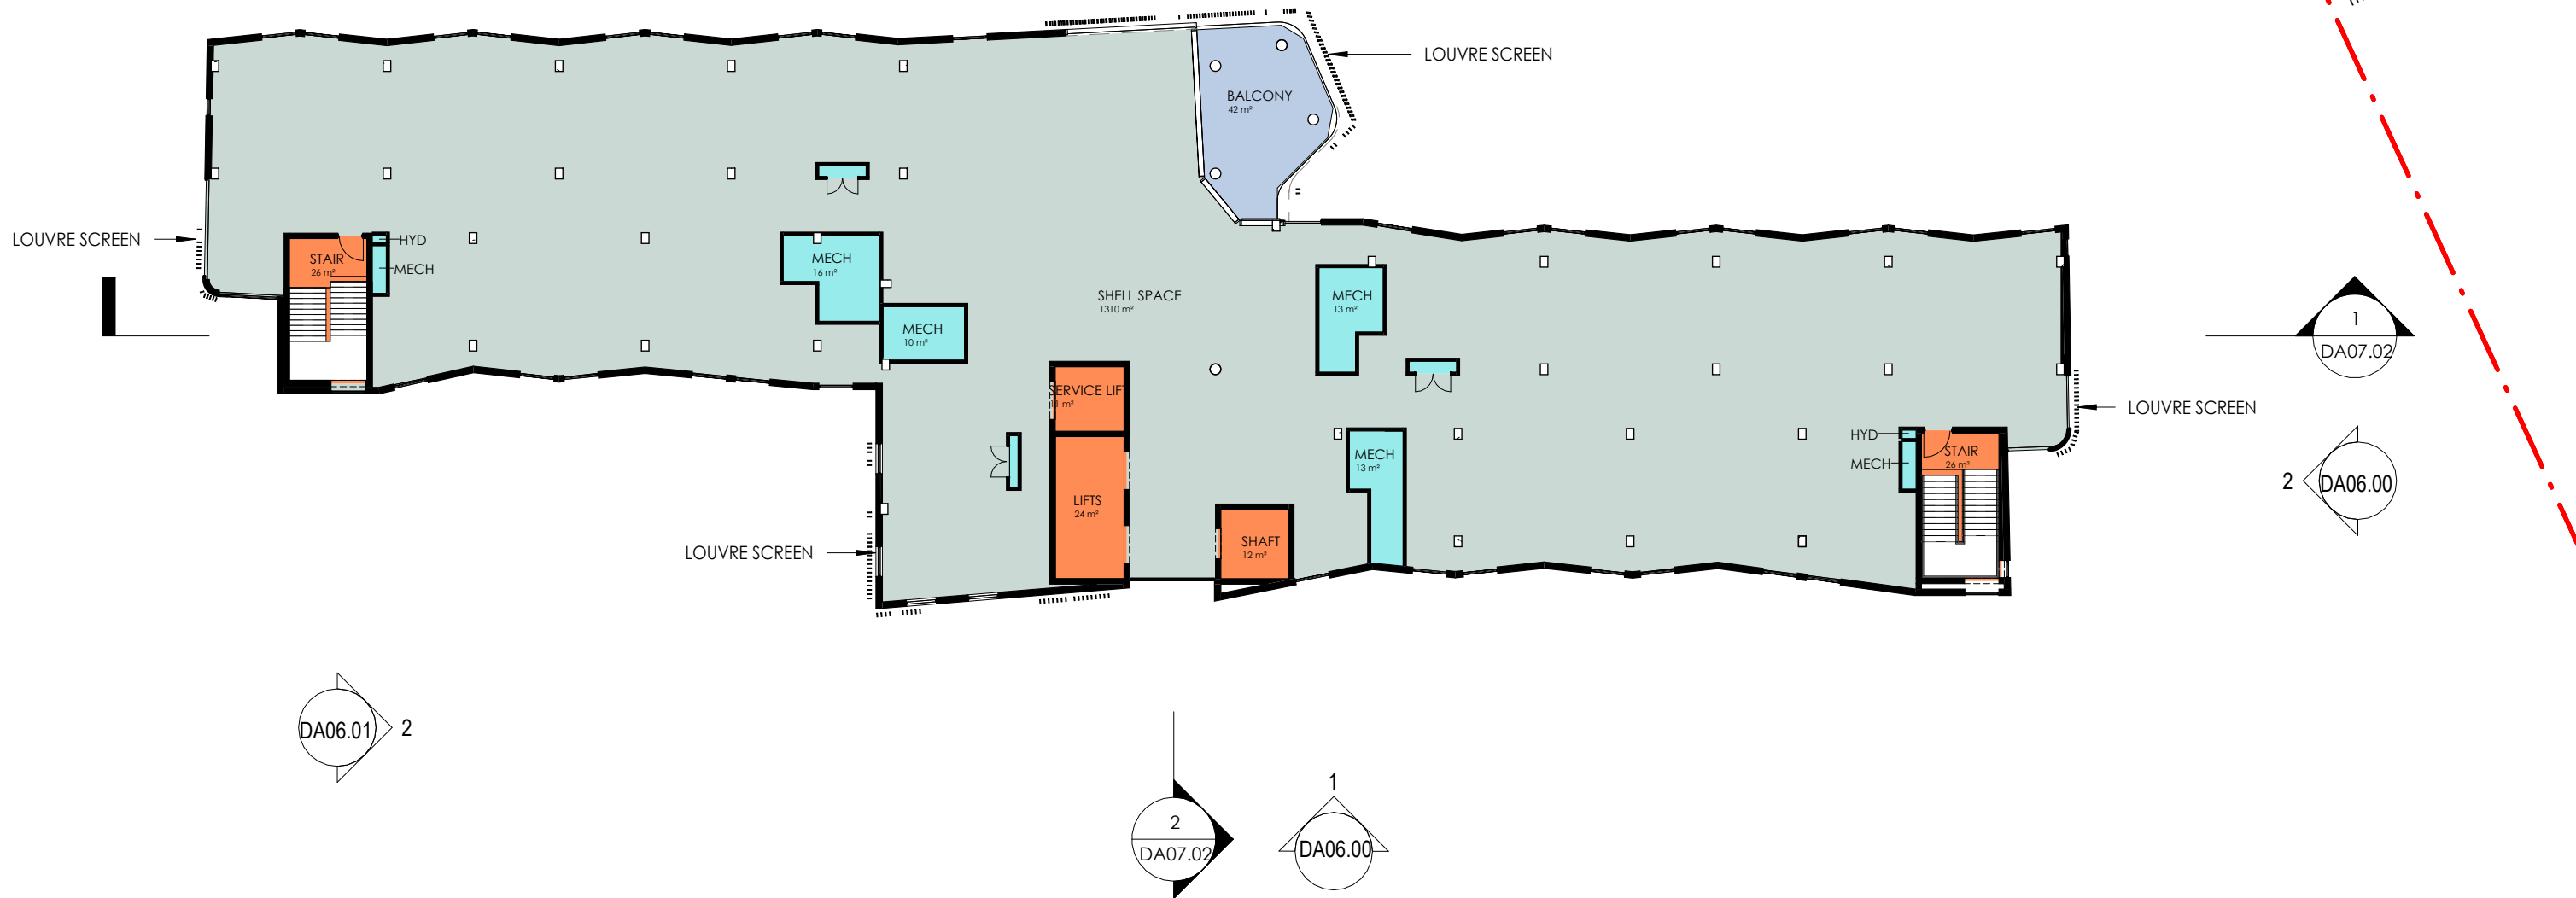 LOUVRE SCREEN
BALCONY
42 m²
LOUVRE SCREEN
HYD
STAIR
26 m²
MECH
MECH
16 m²
SHELL SPACE
1310 m²
MECH
13 m²
MECH
10 m²
1
DA07.02
SERVICE LIF
11 m²
LOUVRE SCREEN
HYD
STAIR
26 m²
MECH
MECH
13 m²
2
DA06.00
LIFTS
24 m²
SHAFT
12 m²
LOUVRE SCREEN
DA06.01
2
1
2
DA07.02
DA06.00